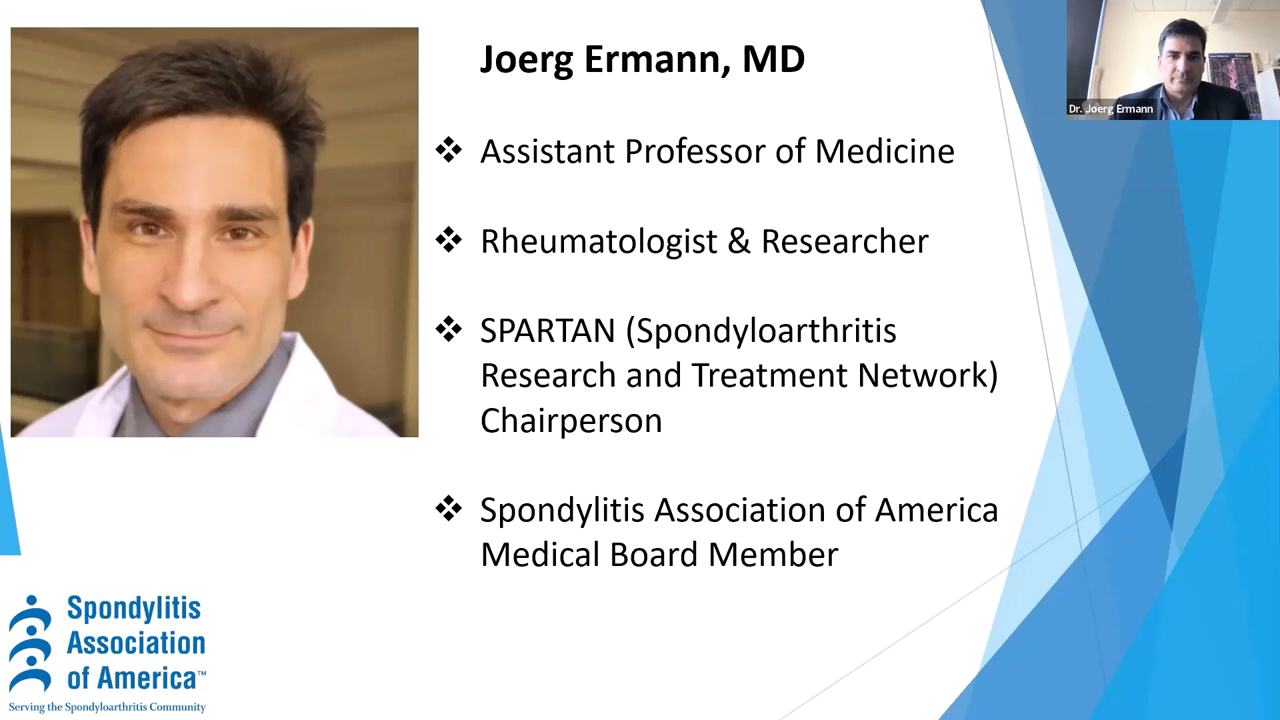 Joerg Ermann, MD
Dr. Joerg Ermann
❖ Assistant Professor of Medicine
❖ Rheumatologist & Researcher
❖ SPARTAN (Spondyloarthritis
Research and Treatment Network)
Chairperson
❖ Spondylitis Association of America
Medical Board Member
Spondylitis
Association
of America™
Serving the Spondyloarthritis Community